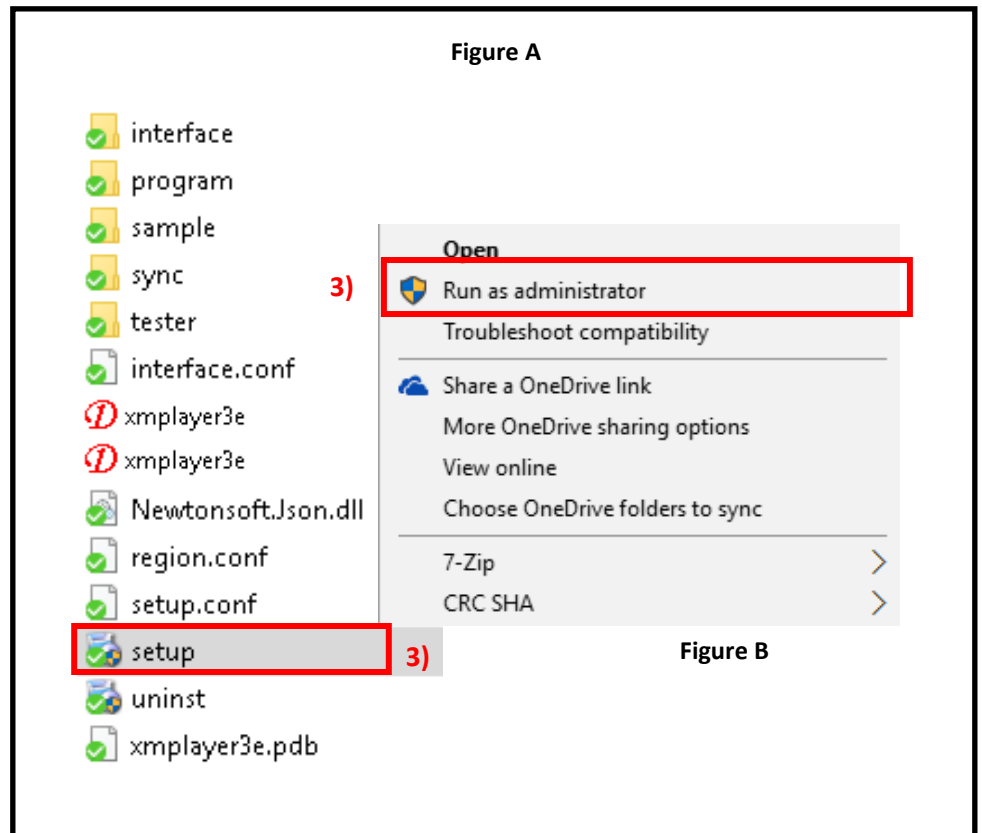 Figure A
interface
program
sample
sync
tester
interface.conf
xmplayer3e
xmplayer3e
Newtonsoft.Json.dll
region.conf
setup.conf
setup
3)
uninst
xmplayer3e.pdb
Open
3)
Run as administrator
Troubleshoot compatibility
Share a OneDrive link
More OneDrive sharing options
View online
Choose OneDrive folders to sync
7-Zip
CRC SHA
Figure B